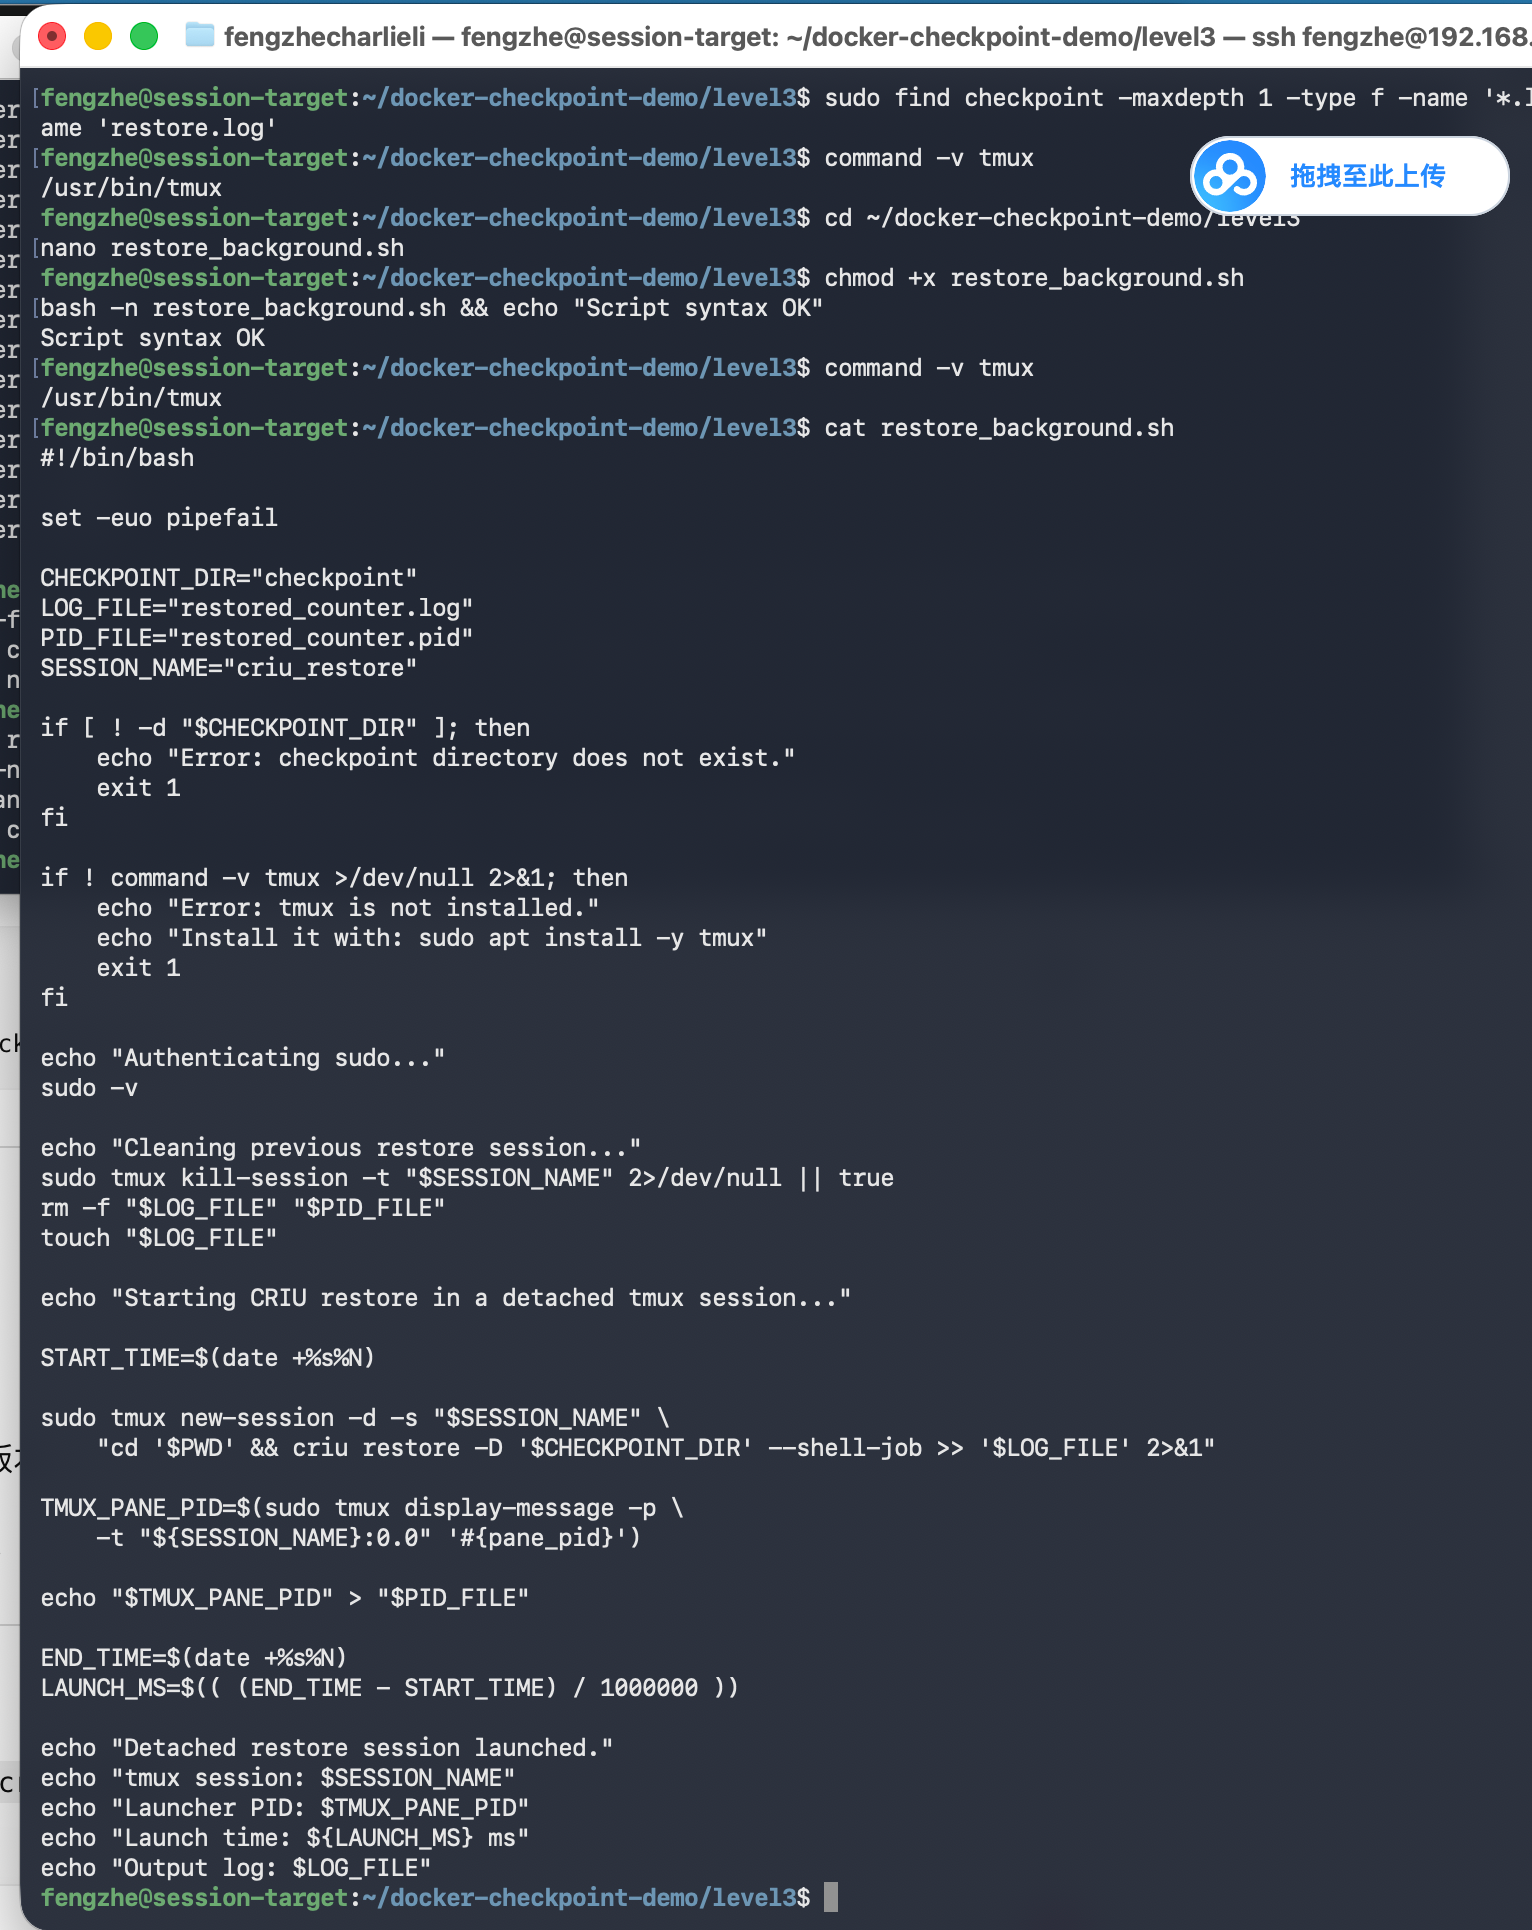 fengzhecharlieli — fengzhe@session-target: ~/docker-checkpoint-demo/level3 — ssh fengzhe@192.168.
[fengzhe@session-target:~/docker-checkpoint-demo/level3$ sudo find checkpoint -maxdepth 1 -type f -name '*.l
ame 'restore.log'
[fengzhe@session-target:~/docker-checkpoint-demo/level3$ command -v tmux
/usr/bin/tmux
拖拽至此上传
fengzhe@session-target:~/docker-checkpoint-demo/level3$ cd ~/docker-checkpoint-demo/level3
[nano restore_background.sh
fengzhe@session-target:~/docker-checkpoint-demo/level3$ chmod +x restore_background.sh
[bash -n restore_background.sh && echo "Script syntax OK"
Script syntax OK
[fengzhe@session-target:~/docker-checkpoint-demo/level3$ command -v tmux
/usr/bin/tmux
[fengzhe@session-target:~/docker-checkpoint-demo/level3$ cat restore_background.sh
#!/bin/bash
set -euo pipefail
CHECKPOINT_DIR="checkpoint"
LOG_FILE="restored_counter.log"
PID_FILE="restored_counter.pid"
SESSION_NAME="criu_restore"
if [ ! -d "$CHECKPOINT_DIR" ]; then
    echo "Error: checkpoint directory does not exist."
    exit 1
fi
if ! command -v tmux >/dev/null 2>&1; then
    echo "Error: tmux is not installed."
    echo "Install it with: sudo apt install -y tmux"
    exit 1
fi
echo "Authenticating sudo..."
sudo -v
echo "Cleaning previous restore session..."
sudo tmux kill-session -t "$SESSION_NAME" 2>/dev/null || true
rm -f "$LOG_FILE" "$PID_FILE"
touch "$LOG_FILE"
echo "Starting CRIU restore in a detached tmux session..."
START_TIME=$(date +%s%N)
sudo tmux new-session -d -s "$SESSION_NAME" \
    "cd '$PWD' && criu restore -D '$CHECKPOINT_DIR' --shell-job >> '$LOG_FILE' 2>&1"
TMUX_PANE_PID=$(sudo tmux display-message -p \
    -t "${SESSION_NAME}:0.0" '#{pane_pid}')
echo "$TMUX_PANE_PID" > "$PID_FILE"
END_TIME=$(date +%s%N)
LAUNCH_MS=$(( (END_TIME - START_TIME) / 1000000 ))
echo "Detached restore session launched."
echo "tmux session: $SESSION_NAME"
echo "Launcher PID: $TMUX_PANE_PID"
echo "Launch time: ${LAUNCH_MS} ms"
echo "Output log: $LOG_FILE"
fengzhe@session-target:~/docker-checkpoint-demo/level3$